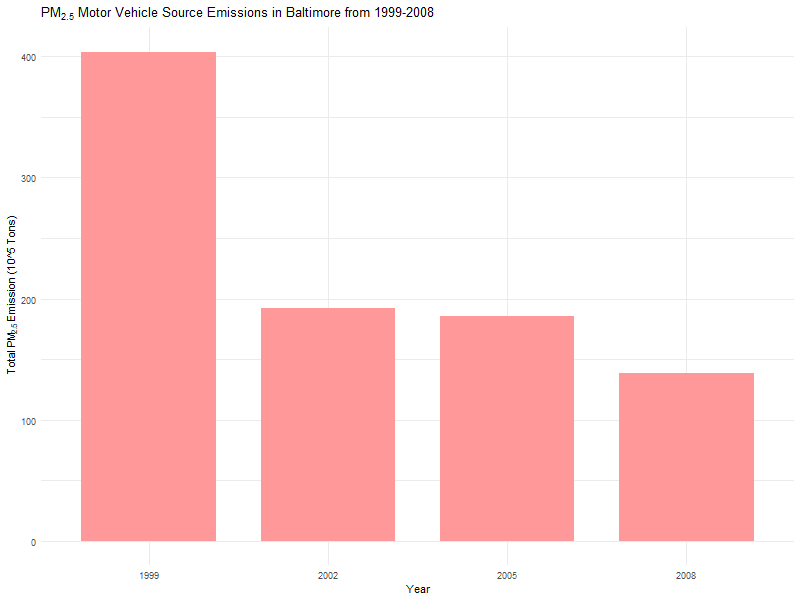 PM2.5 Motor Vehicle Source Emissions in Baltimore from 1999-2008
Total PM2.5 Emission (10^5 Tons)
400
300
200
100
0
1999 2002 2005 2008
Year